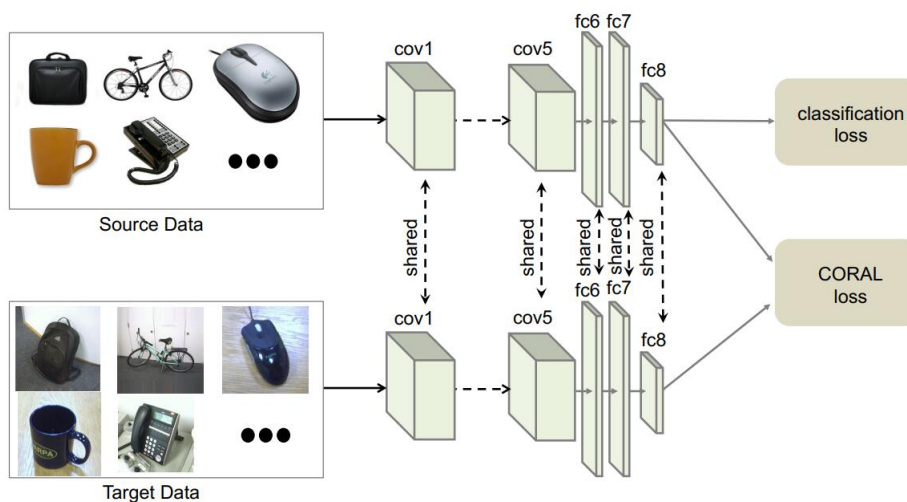 cov1
cov5
fc6
fc7
fc8
classification
loss
Source Data
shared
shared
shared
shared
shared
CORAL
loss
cov1
cov5
fc6
fc7
fc8
Target Data